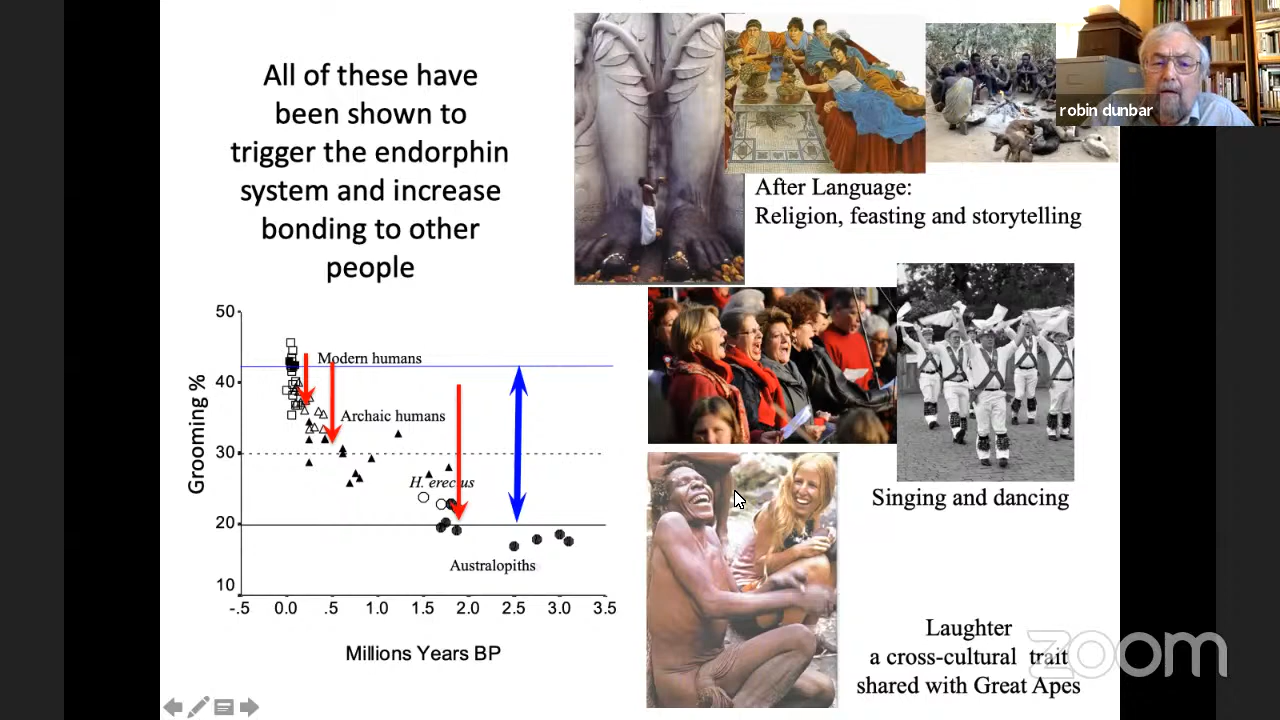 All of these have
been shown to
trigger the endorphin
system and increase
bonding to other
people
robin dunbar
After Language:
Religion, feasting and storytelling
Singing and dancing
Laughter
a cross-cultural trait
shared with Great Apes
zoom
Grooming %
50
40
30
20
10
Modern humans
Archaic humans
H. erectus
Australopiths
-.5 0.0 .5 1.0 1.5 2.0 2.5 3.0 3.5
Millions Years BP